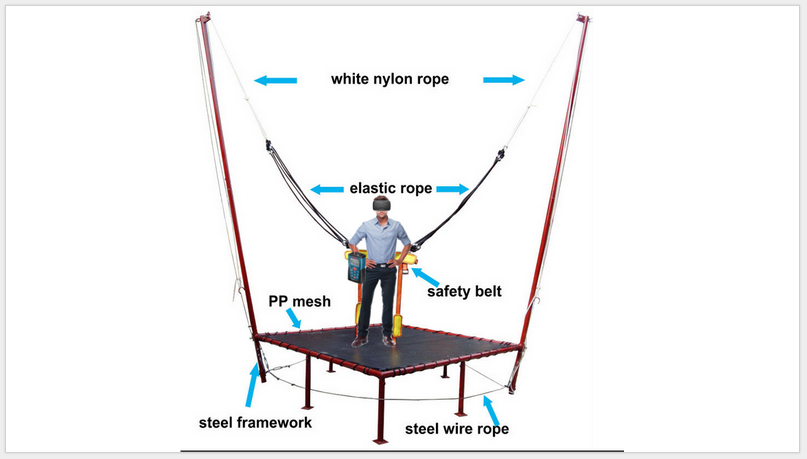 white nylon rope
elastic rope
safety belt
PP mesh
steel framework
steel wire rope